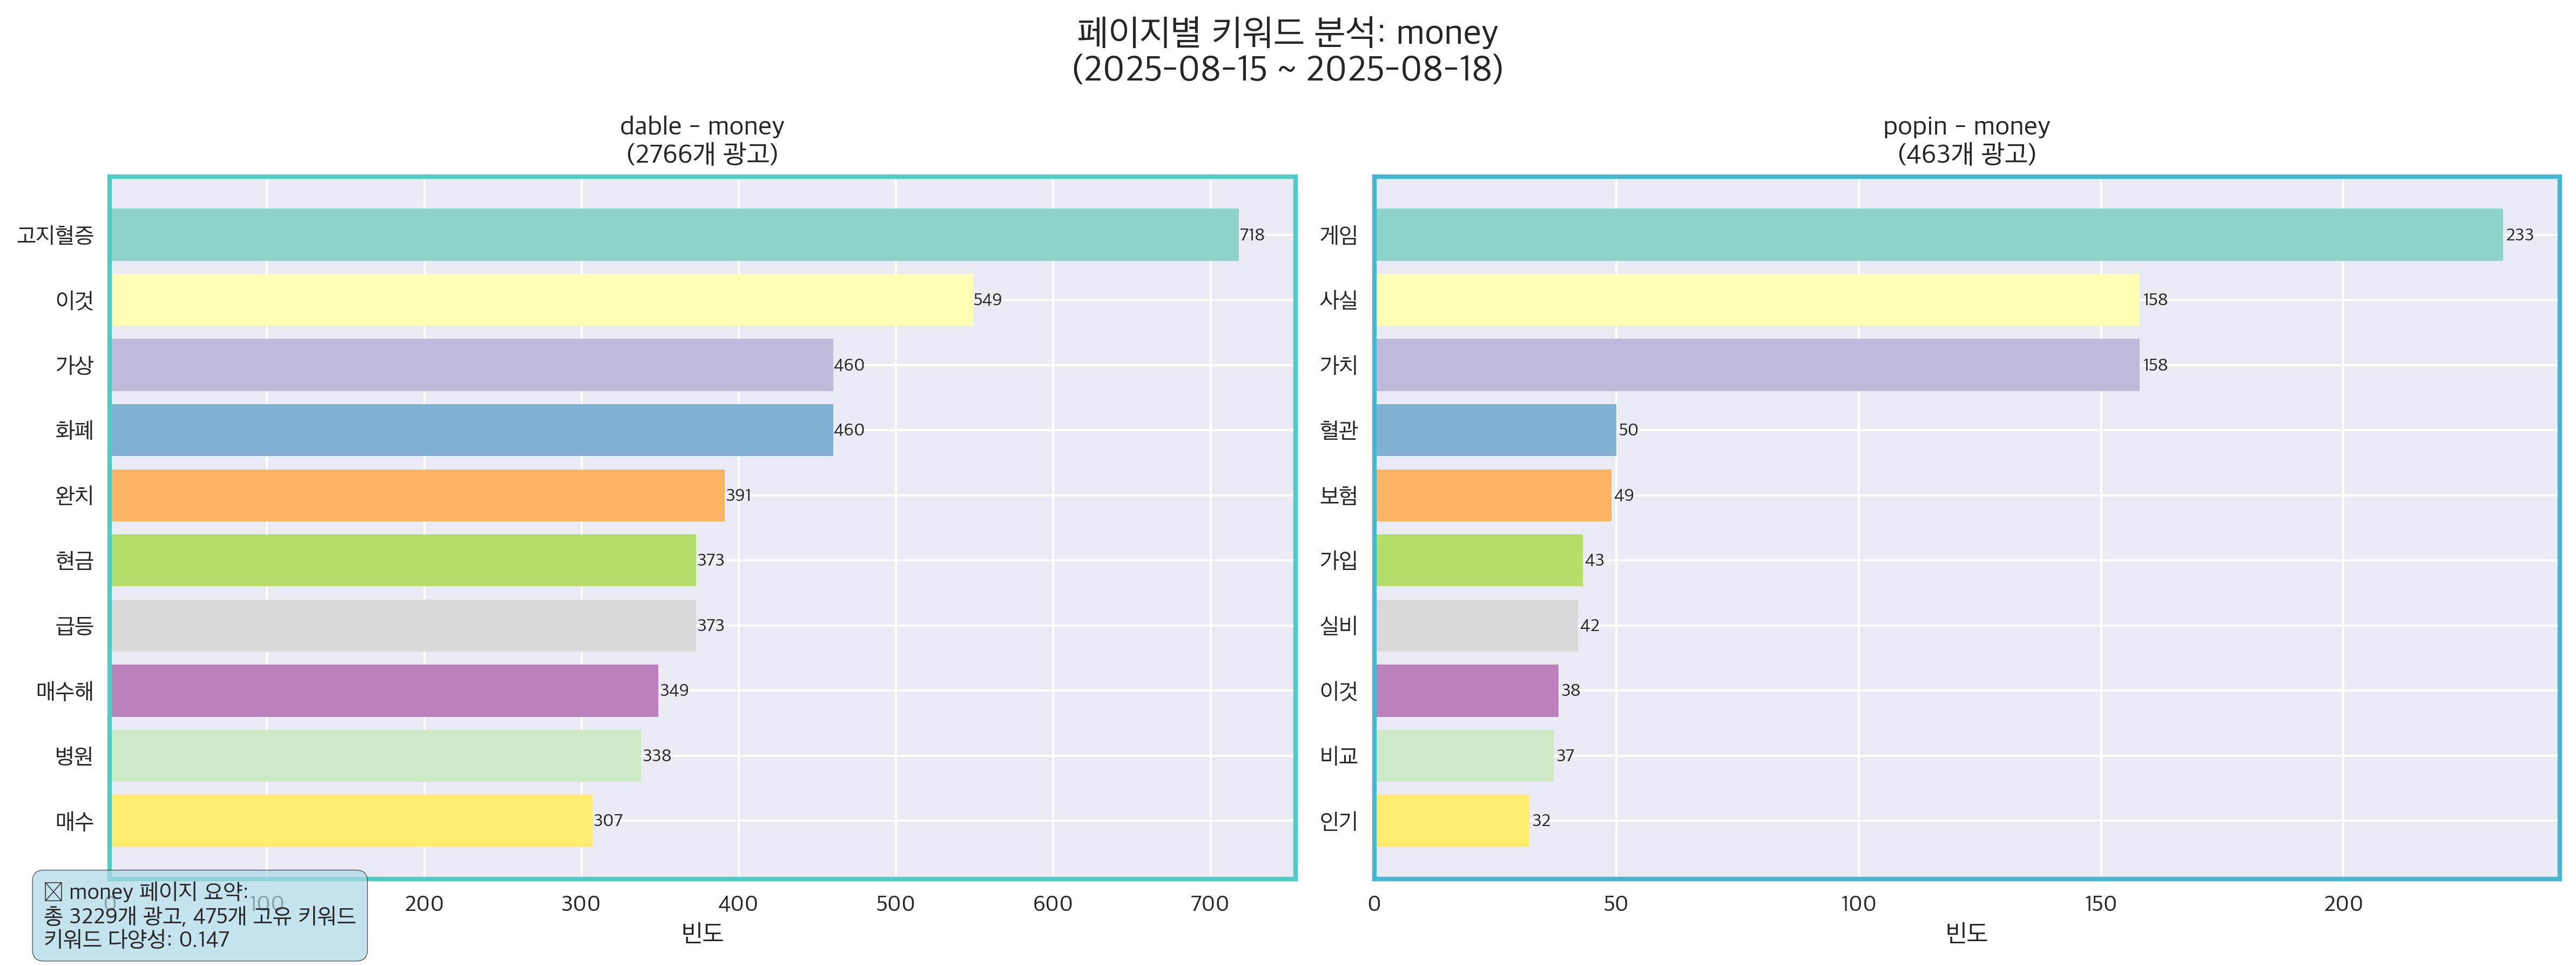 페이지별 키워드 분석: money
(2025-08-15 ~ 2025-08-18)
dable - money
(2766개 광고)
고지혈증 718
이것 549
가상 460
화폐 460
완치 391
현금 373
급등 373
매수해 349
병원 338
매수 307
0 100 200 300 400 500 600 700
빈도
popin - money
(463개 광고)
게임 233
사실 158
가치 158
혈관 50
보험 49
가입 43
실비 42
이것 38
비교 37
인기 32
0 50 100 150 200
빈도
money 페이지 요약:
총 3229개 광고, 475개 고유 키워드
키워드 다양성: 0.147